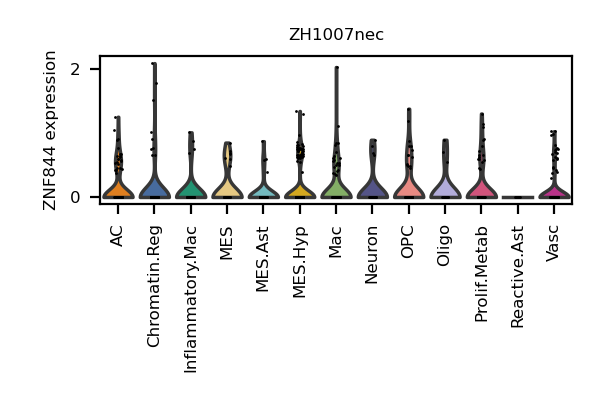 ZH1007nec
ZNF844 expression
2
0
AC
Chromatin.Reg
Inflammatory.Mac
MES
MES.Ast
MES.Hyp
Mac
Neuron
OPC
Oligo
Prolif.Metab
Reactive.Ast
Vasc